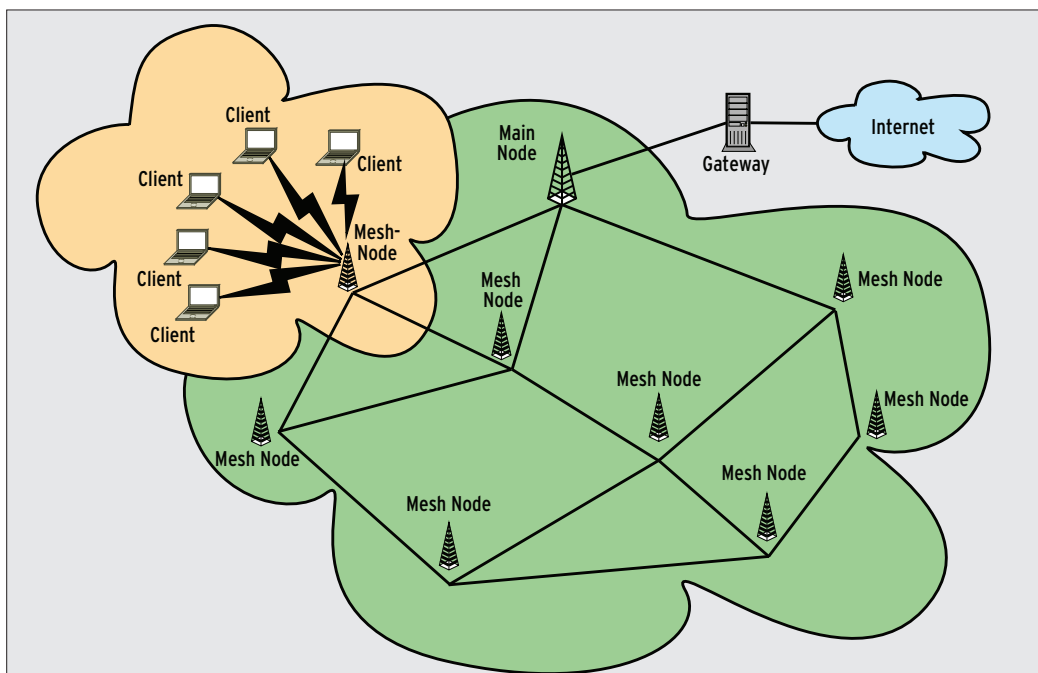 Client
Client
Client
Client
Client
Mesh-
Node
Main
Node
Gateway
Internet
Mesh
Node
Mesh Node
Mesh Node
Mesh Node
Mesh Node
Mesh Node
Mesh Node